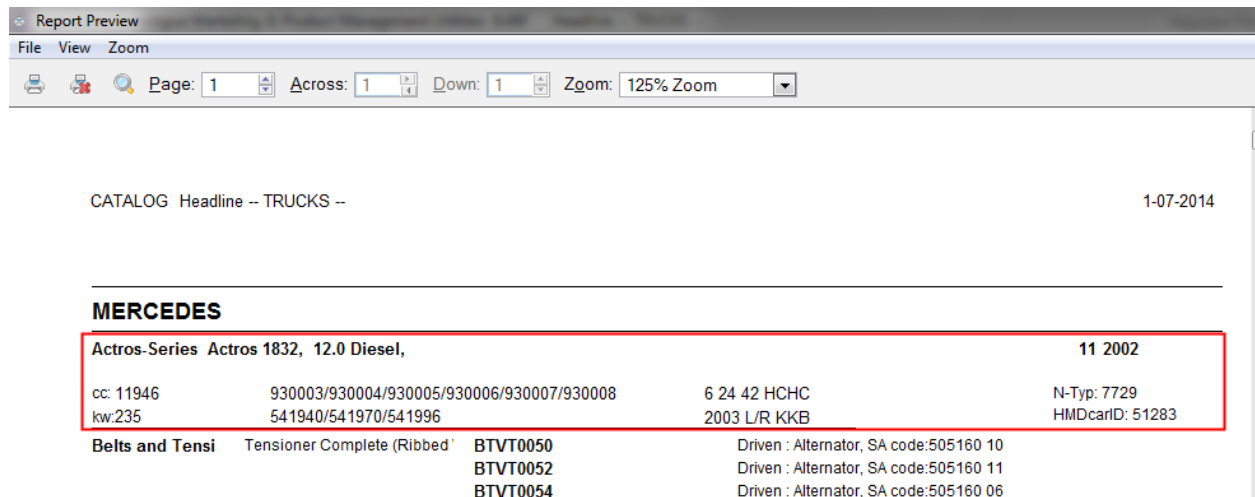 Report Preview
File View Zoom
Page: 1 Across: 1 Down: 1 Zoom: 125% Zoom
CATALOG Headline -- TRUCKS -- 1-07-2014
MERCEDES
Actros-Series Actros 1832, 12.0 Diesel, 11 2002
cc: 11946 930003/930004/930005/930006/930007/930008 6 24 42 HCHC N-Typ: 7729
kw:235 541940/541970/541996 2003 L/R KKB HMDcarID: 51283
Belts and Tensi Tensioner Complete (Ribbed BTVT0050 Driven : Alternator, SA code:505160 10
BTVT0052 Driven : Alternator, SA code:505160 11
BTVT0054 Driven : Alternator, SA code:505160 06